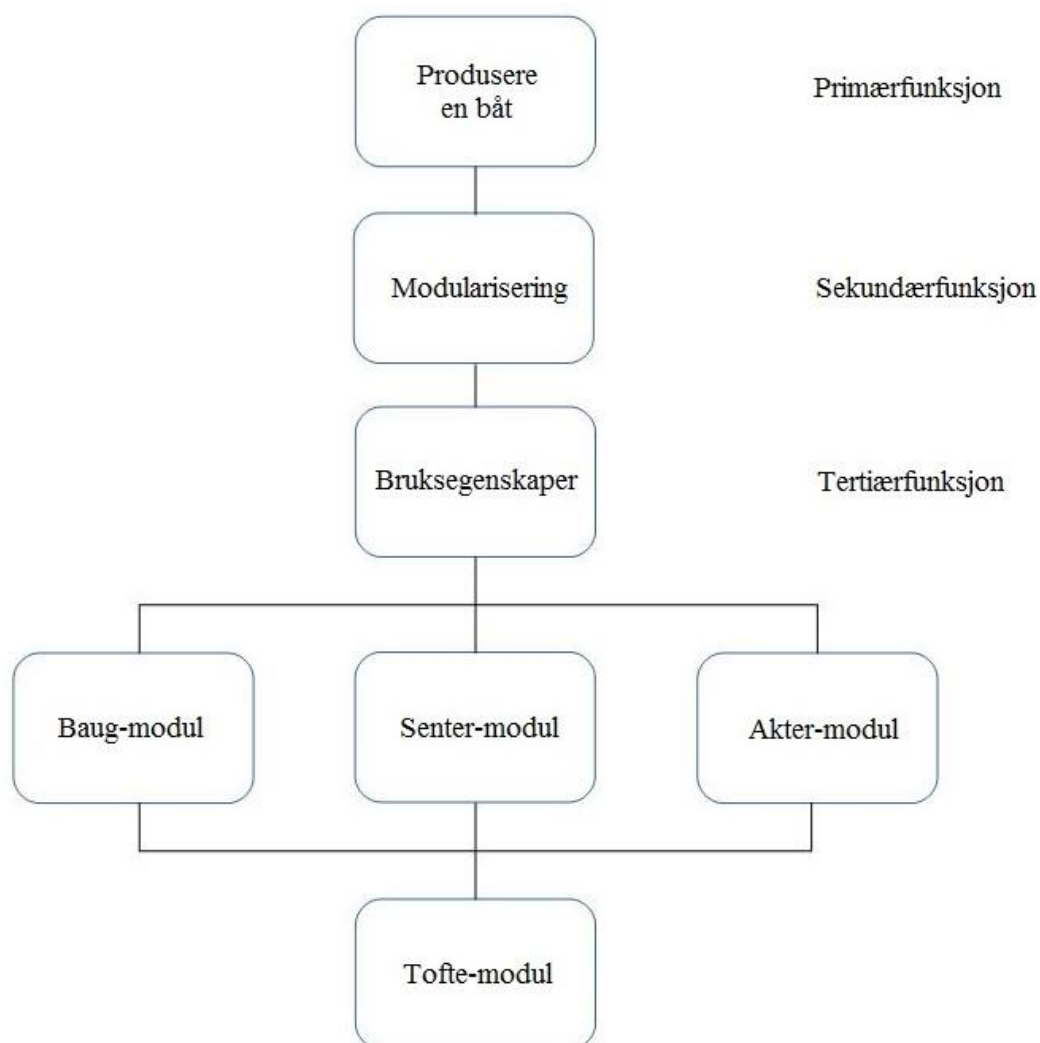 Produsere
en båt
Primærfunksjon
Modularisering
Sekundærfunksjon
Bruksegenskaper
Tertiærfunksjon
Baug-modul
Senter-modul
Akter-modul
Tofte-modul